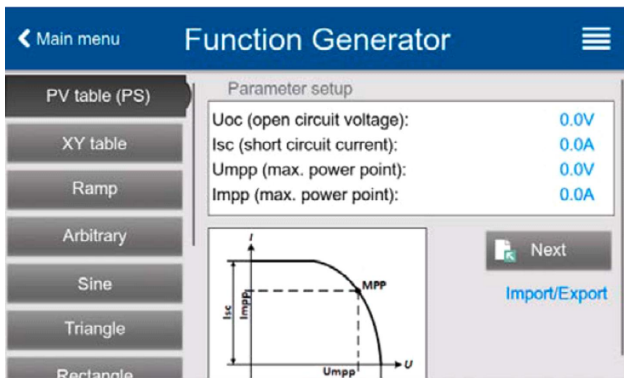 Main menu
Function Generator
PV table (PS)
XY table
Ramp
Arbitrary
Sine
Triangle
Rectangle
Parameter setup
Uoc (open circuit voltage): 0.0V
Isc (short circuit current): 0.0A
Umpp (max. power point): 0.0V
Impp (max. power point): 0.0A
I
Isc
Impp
MPP
Umpp
U
Next
Import/Export